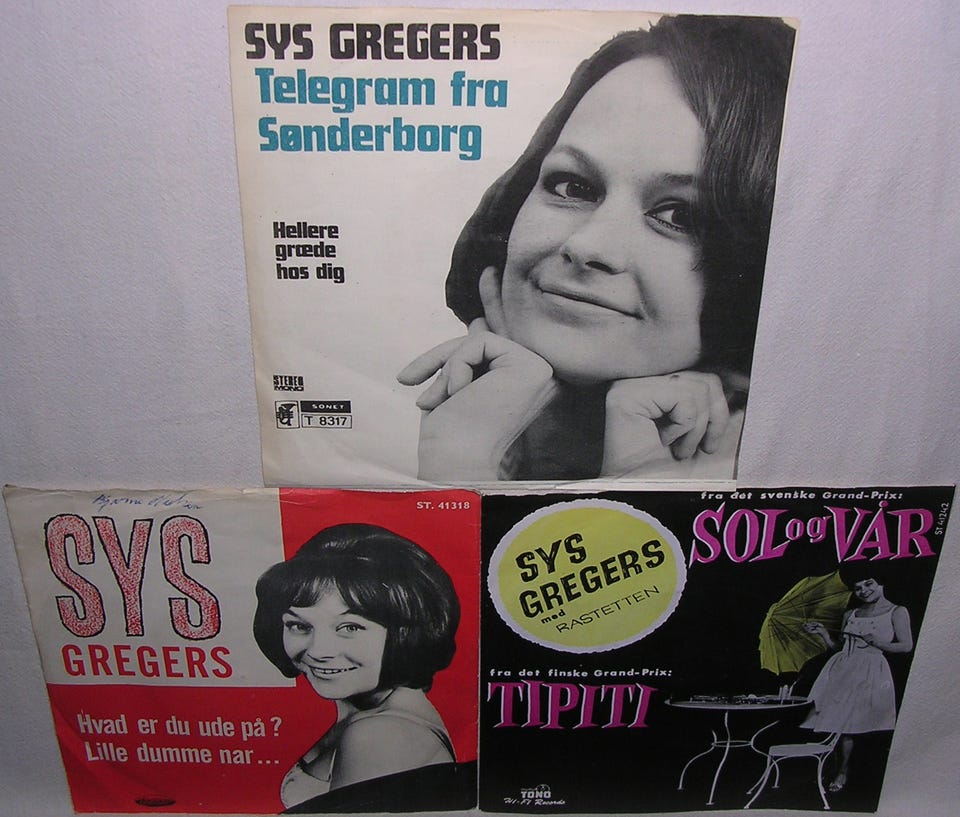 SYS GREGERS
Telegram fra
Sønderborg
Hellere
græde
hos dig
STEREO
MONO
SONET
T 8317
ST. 41318
SYS
GREGERS
Hvad er du ude på?
Lille dumme nar...
fra det svenske Grand-Prix:
SOL og VÅR
ST 41242
SYS
GREGERS
med
RASTETTEN
fra det finske Grand-Prix:
TIPITI
TONO
HI-FI Records